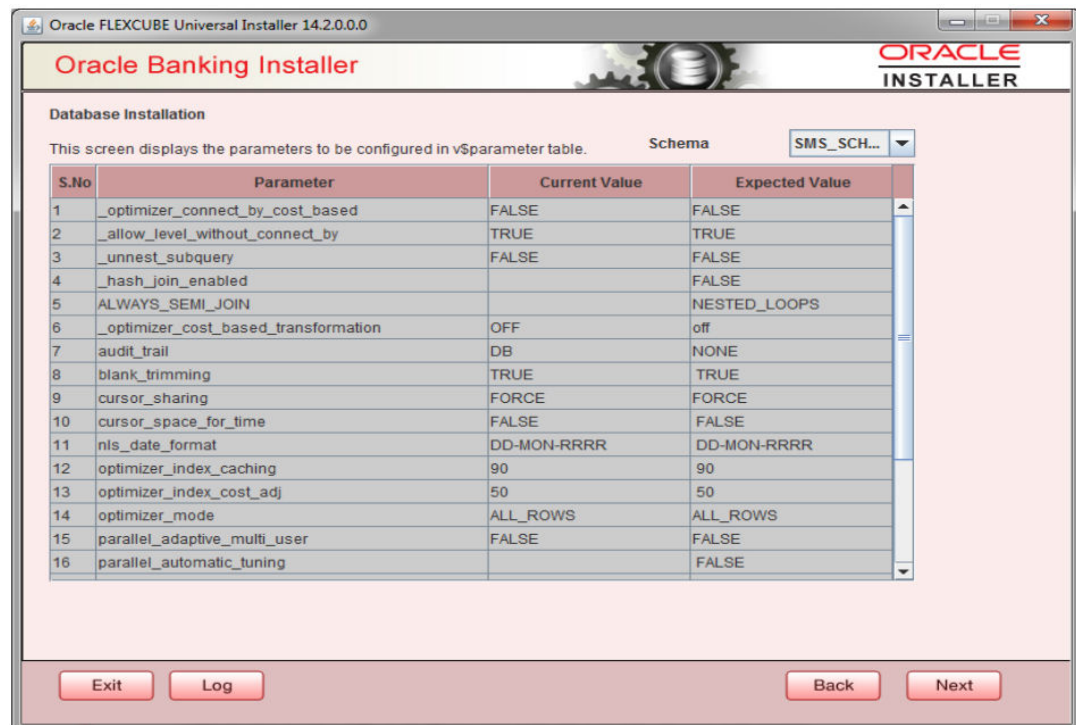 Oracle FLEXCUBE Universal Installer 14.2.0.0.0
Oracle Banking Installer
ORACLE
INSTALLER
Database Installation
This screen displays the parameters to be configured in v$parameter table.
Schema
SMS_SCH...
S.No Parameter Current Value Expected Value
1 _optimizer_connect_by_cost_based FALSE FALSE
2 _allow_level_without_connect_by TRUE TRUE
3 _unnest_subquery FALSE FALSE
4 _hash_join_enabled FALSE
5 ALWAYS_SEMI_JOIN NESTED_LOOPS
6 _optimizer_cost_based_transformation OFF off
7 audit_trail DB NONE
8 blank_trimming TRUE TRUE
9 cursor_sharing FORCE FORCE
10 cursor_space_for_time FALSE FALSE
11 nls_date_format DD-MON-RRRR DD-MON-RRRR
12 optimizer_index_caching 90 90
13 optimizer_index_cost_adj 50 50
14 optimizer_mode ALL_ROWS ALL_ROWS
15 parallel_adaptive_multi_user FALSE FALSE
16 parallel_automatic_tuning FALSE
Exit Log Back Next